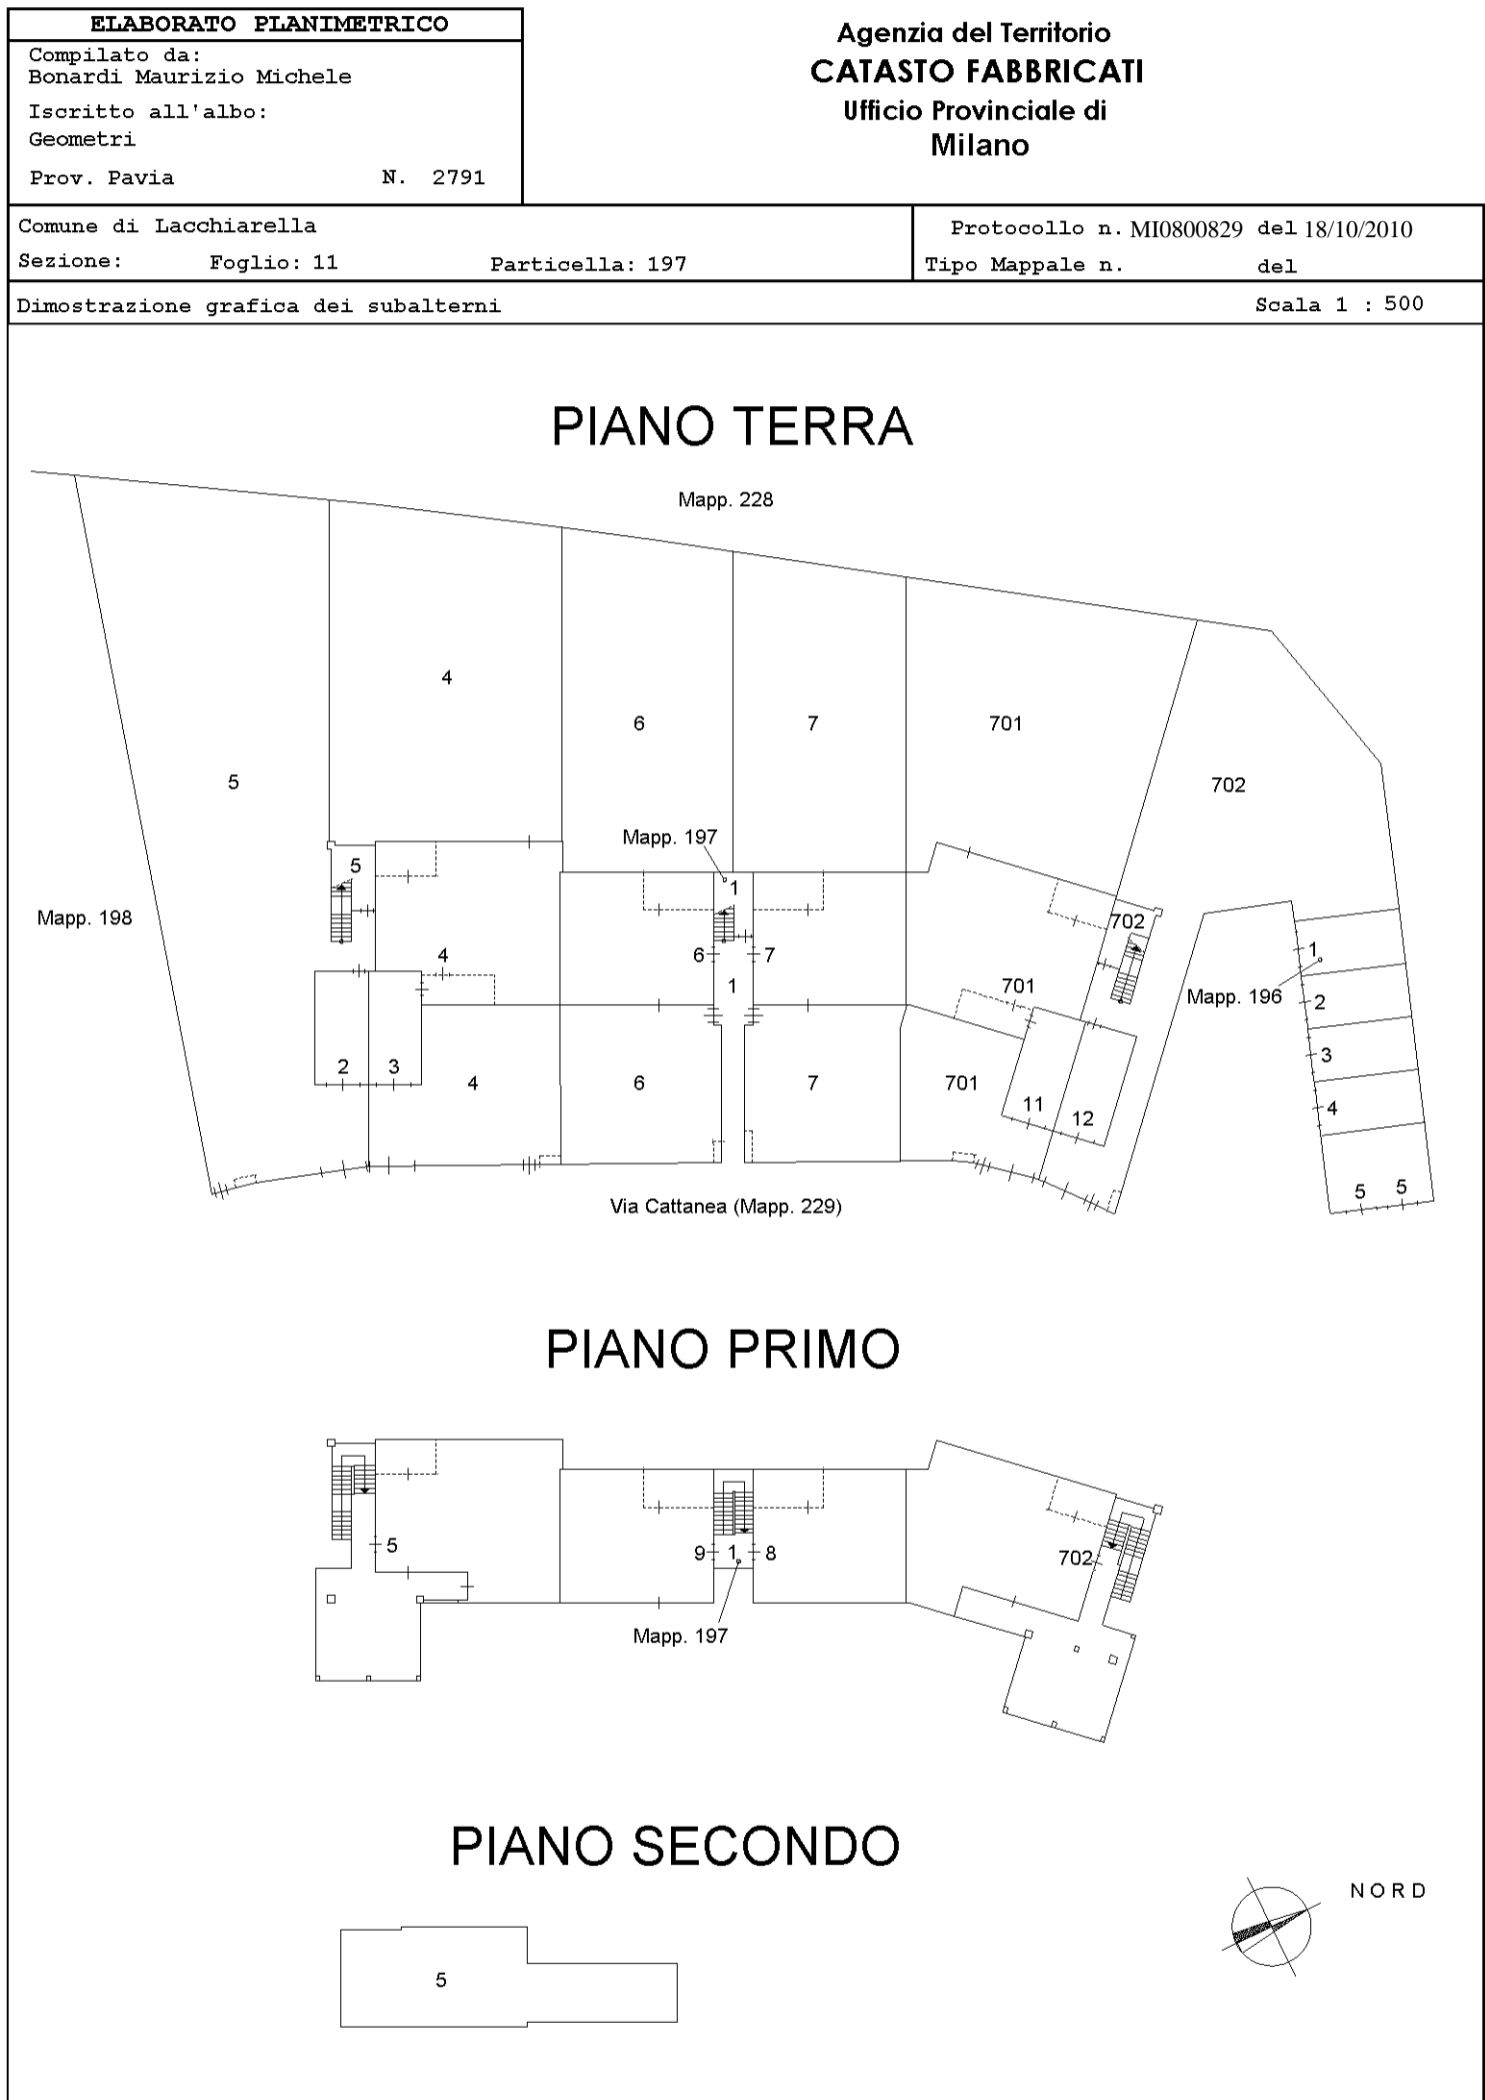 ELABORATO PLANIMETRICO
Compilato da:
Bonardi Maurizio Michele
Iscritto all'albo:
Geometri
Prov. Pavia N. 2791
Agenzia del Territorio
CATASTO FABBRICATI
Ufficio Provinciale di
Milano
Comune di Lacchiarella
Sezione: Foglio: 11 Particella: 197
Protocollo n. MI0800829 del 18/10/2010
Tipo Mappale n. del
Dimostrazione grafica dei subalterni Scala 1 : 500
PIANO TERRA
Mapp. 228
4
6 7 701
5 702
Mapp. 197
5
1
Mapp. 198
702
4 6 7
1 701
Mapp. 196
1
2
3
4
5 5
2 3 4 6 7 701
11 12
Via Cattanea (Mapp. 229)
PIANO PRIMO
5 9 1 8 702
Mapp. 197
PIANO SECONDO
NORD
5